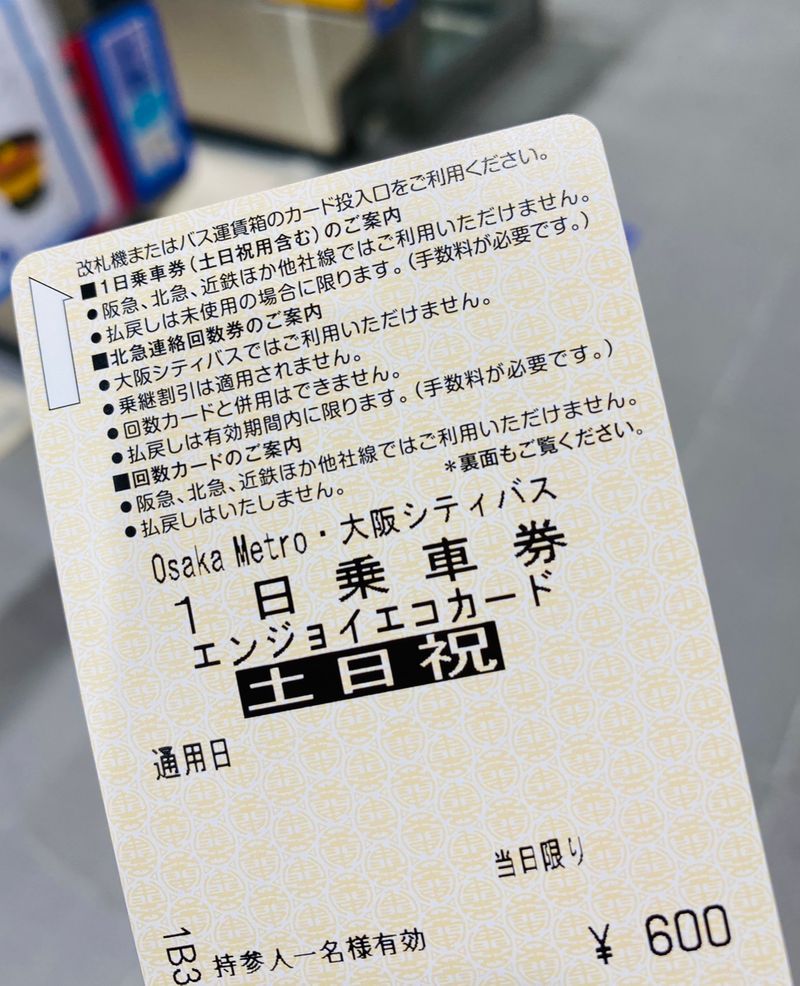 改札機またはバス運賃箱のカード投入口をご利用ください。
■1日乗車券(土日祝用含む)のご案内
●阪急、北急、近鉄ほか他社線ではご利用いただけません。
●払戻しは未使用の場合に限ります。(手数料が必要です。)
■北急連絡回数券のご案内
●大阪シティバスではご利用いただけません。
●乗継割引は適用されません。
●回数カードと併用はできません。
●払戻しは有効期間内に限ります。(手数料が必要です。)
■回数カードのご案内
●阪急、北急、近鉄ほか他社線ではご利用いただけません。
●払戻しはいたしません。
*裏面もご覧ください。
Osaka Metro・大阪シティバス
1日乗車券
エンジョイエコカード
土日祝
通用日
当日限り
1B3
持参人一名様有効
¥ 600